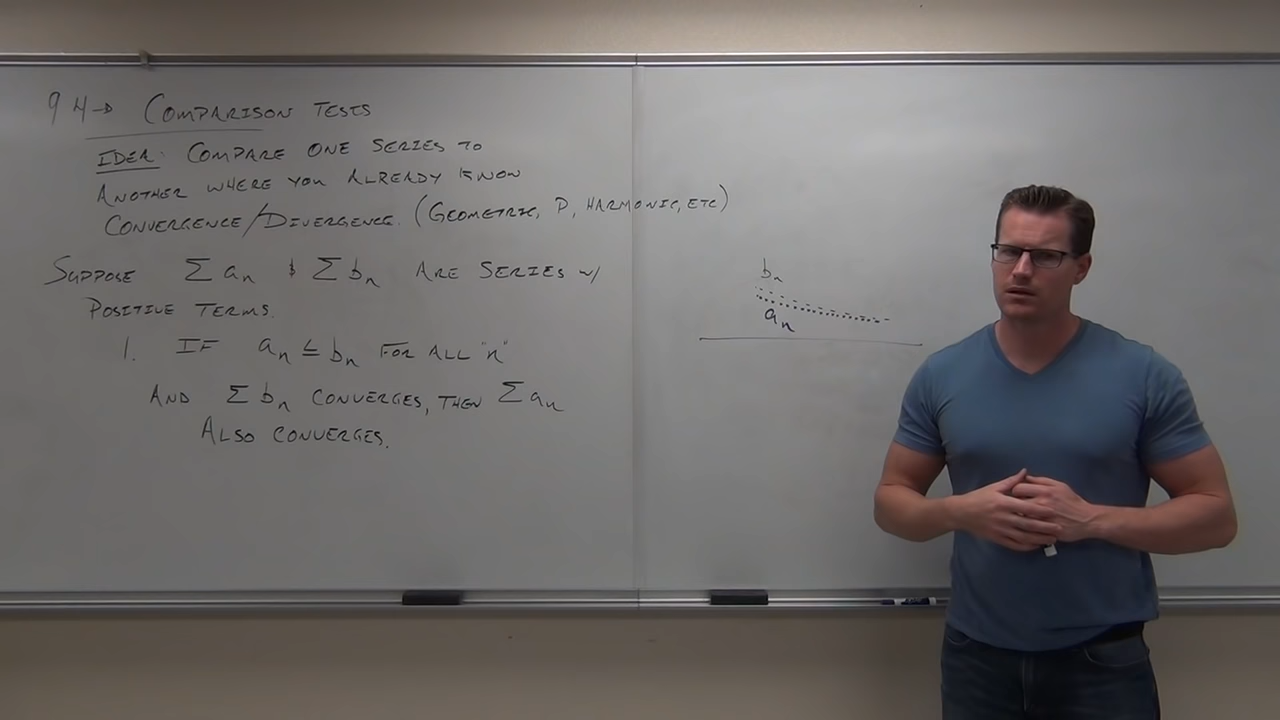 9 4→ COMPARISON TESTS
IDEA: COMPARE ONE SERIES TO
ANOTHER WHERE YOU ALREADY KNOW
CONVERGENCE/DIVERGENCE. (GEOMETRIC, P, HARMONIC, ETC)
SUPPOSE Σ aₙ & Σ bₙ ARE SERIES w/
POSITIVE TERMS.
1. IF aₙ ≤ bₙ FOR ALL "n"
AND Σ bₙ CONVERGES, THEN Σ aₙ
ALSO CONVERGES.
bₙ
aₙ